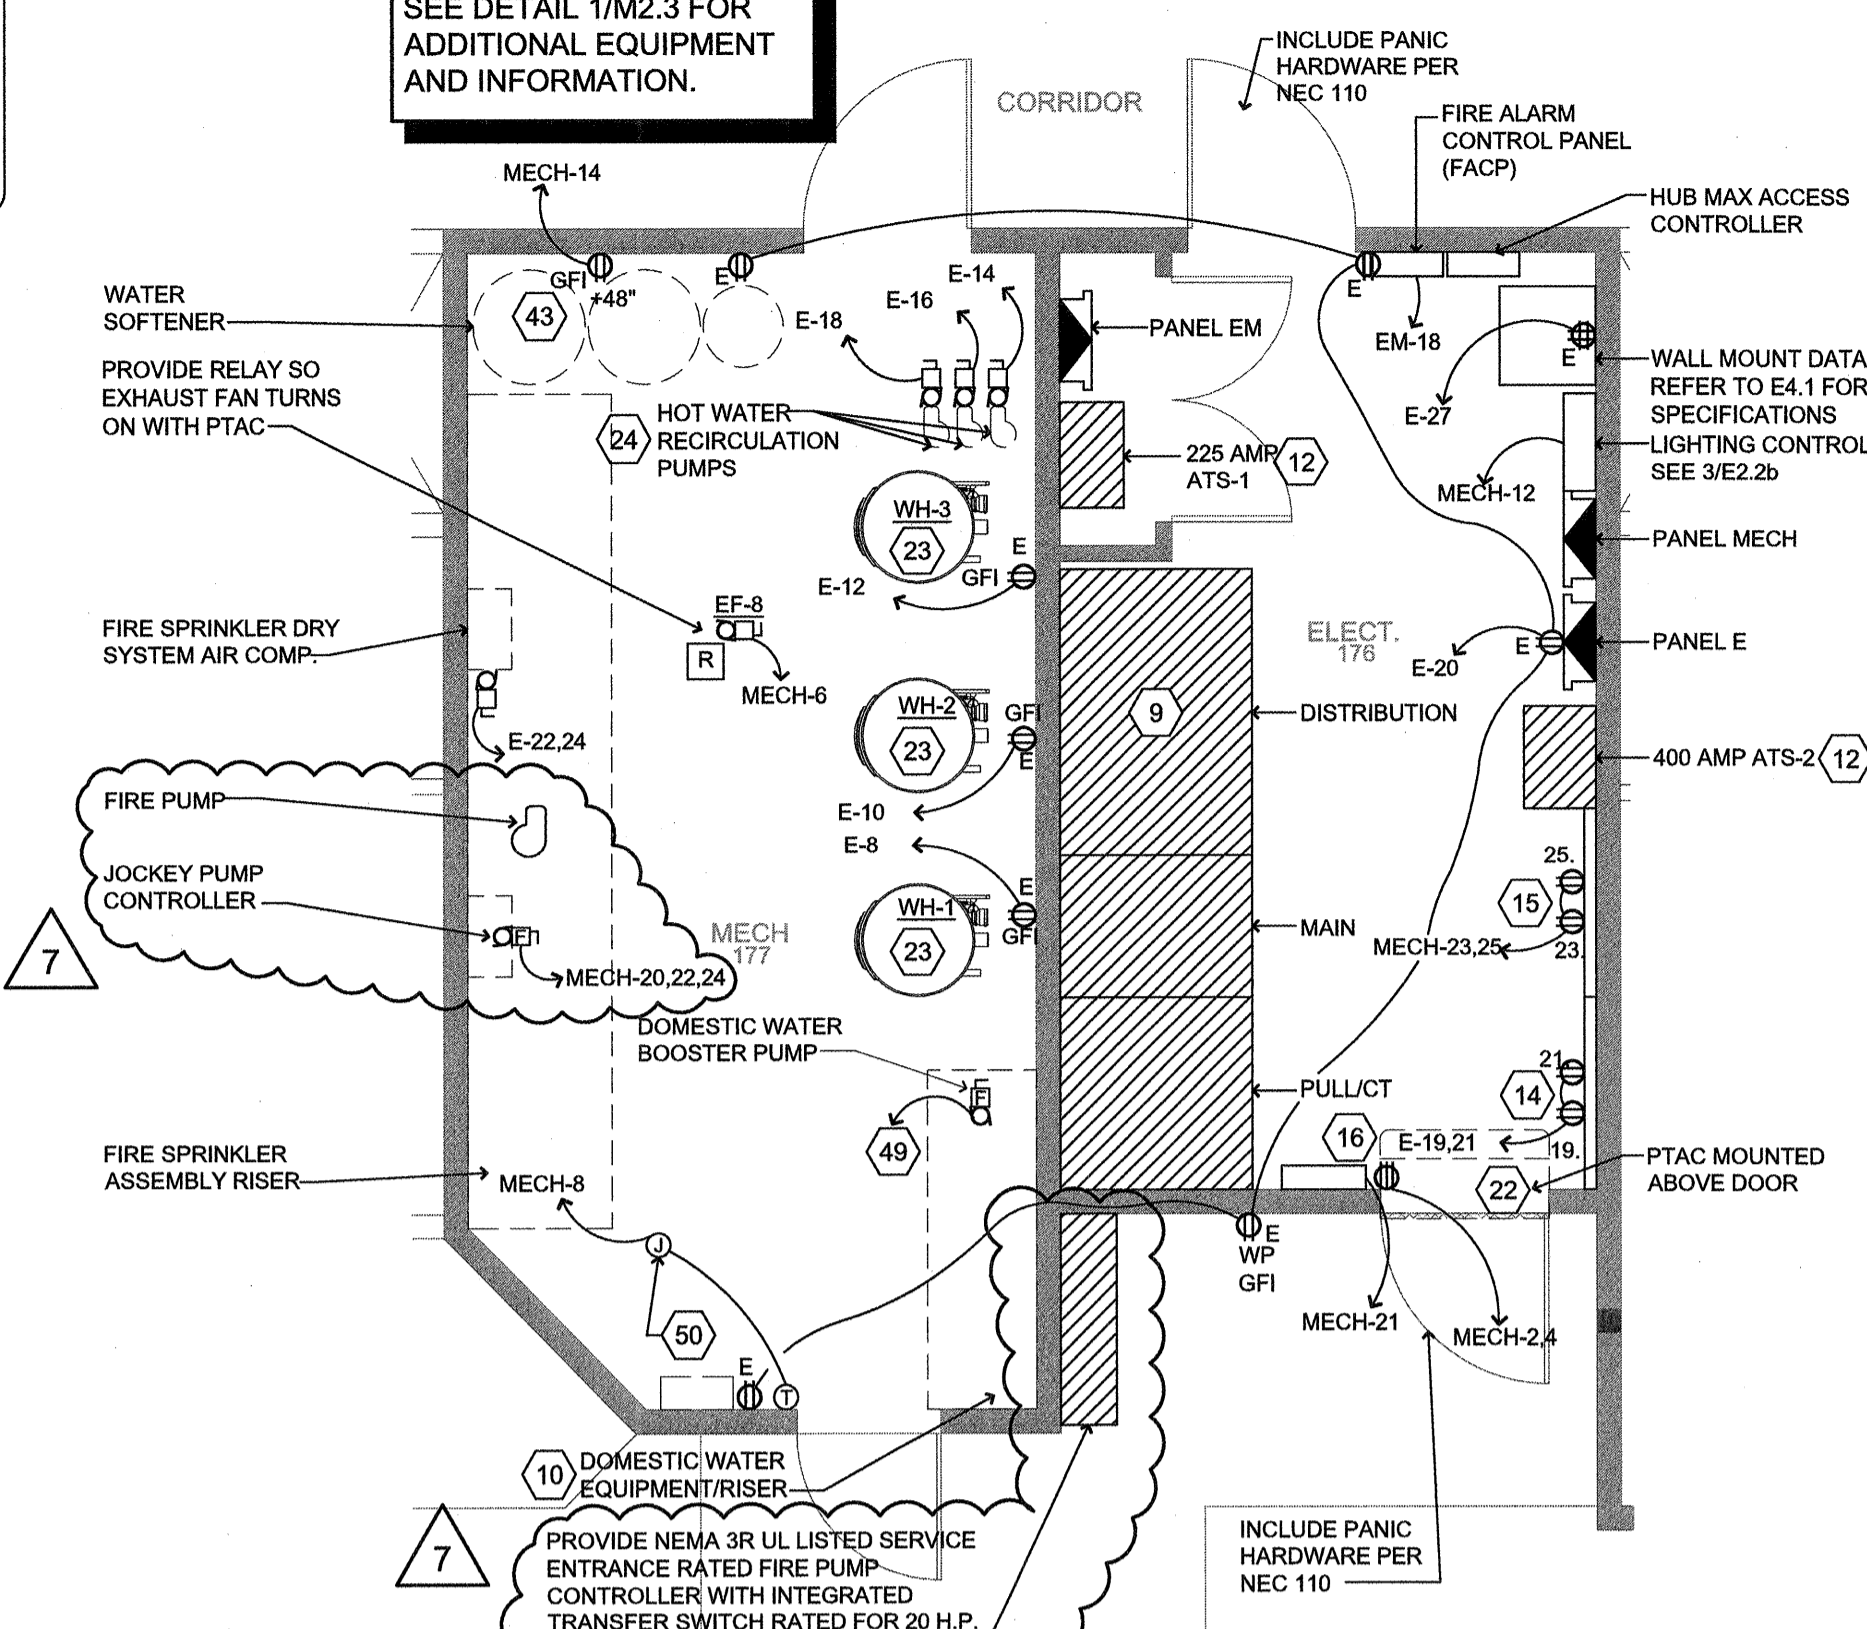 SEE DETAIL 1/M2.3 FOR
ADDITIONAL EQUIPMENT
AND INFORMATION.
CORRIDOR
INCLUDE PANIC
HARDWARE PER
NEC 110
FIRE ALARM
CONTROL PANEL
(FACP)
HUB MAX ACCESS
CONTROLLER
MECH-14
GFI
+48"
E
E
WATER
SOFTENER
43
E-14
E-16
E-18
PANEL EM
EM-18
E
WALL MOUNT DATA
REFER TO E4.1 FOR
SPECIFICATIONS
PROVIDE RELAY SO
EXHAUST FAN TURNS
ON WITH PTAC
24
HOT WATER
RECIRCULATION
PUMPS
225 AMP
ATS-1
12
E-27
LIGHTING CONTROL
SEE 3/E2.2b
MECH-12
WH-3
23
E
GFI
E-12
PANEL MECH
FIRE SPRINKLER DRY
SYSTEM AIR COMP.
EF-8
R
MECH-6
ELECT.
176
E
E-20
PANEL E
E-22,24
WH-2
23
GFI
E
9
DISTRIBUTION
400 AMP ATS-2
12
FIRE PUMP
E-10
E-8
JOCKEY PUMP
CONTROLLER
F
7
MECH-20,22,24
MECH
177
WH-1
23
E
GFI
MAIN
25.
15
MECH-23,25
23.
DOMESTIC WATER
BOOSTER PUMP
F
49
PULL/CT
21.
14
16
E-19,21
19.
22
PTAC MOUNTED
ABOVE DOOR
FIRE SPRINKLER
ASSEMBLY RISER
MECH-8
J
50
E
T
E
WP
GFI
MECH-21
MECH-2,4
10
DOMESTIC WATER
EQUIPMENT/RISER
7
PROVIDE NEMA 3R UL LISTED SERVICE
ENTRANCE RATED FIRE PUMP
CONTROLLER WITH INTEGRATED
TRANSFER SWITCH RATED FOR 20 H.P.
INCLUDE PANIC
HARDWARE PER
NEC 110